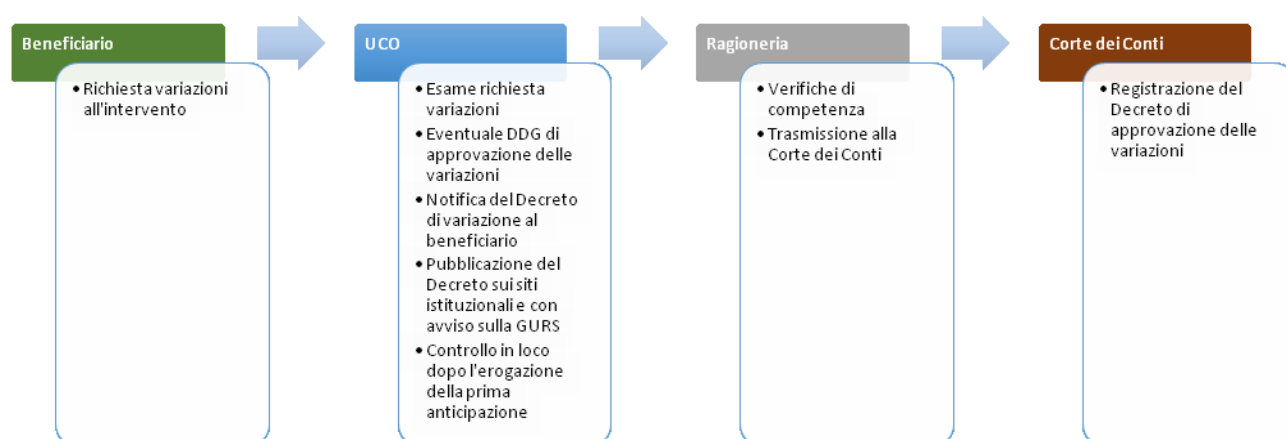 Beneficiario
• Richiesta variazioni
all'intervento
UCO
• Esame richiesta
variazioni
• Eventuale DDG di
approvazione delle
variazioni
• Notifica del Decreto
di variazione al
beneficiario
• Pubblicazione del
Decreto sui siti
istituzionali e con
avviso sulla GURS
• Controllo in loco
dopo l'erogazione
della prima
anticipazione
Ragioneria
• Verifiche di
competenza
• Trasmissione alla
Corte dei Conti
Corte dei Conti
• Registrazione del
Decreto di
approvazione delle
variazioni